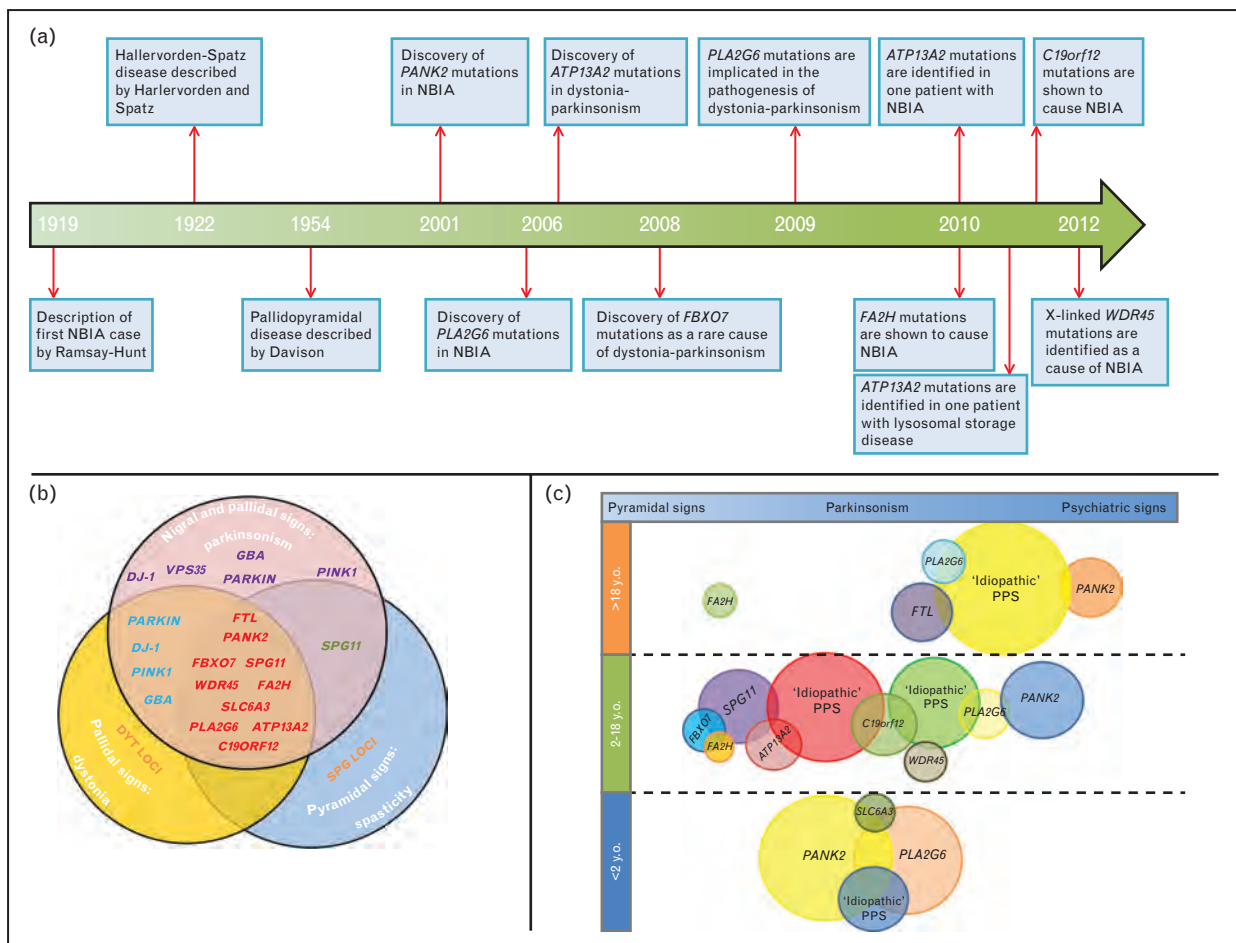 (a)
Hallervorden-Spatz
disease described
by Harlervorden and
Spatz
Discovery of
PANK2 mutations
in NBIA
Discovery of
ATP13A2 mutations
in dystonia-
parkinsonism
PLA2G6 mutations are
implicated in the
pathogenesis of
dystonia-parkinsonism
ATP13A2 mutations
are identified in
one patient with
NBIA
C19orf12
mutations are
shown to
cause NBIA
1919
1922
1954
2001
2006
2008
2009
2010
2012
Description of
first NBIA case
by Ramsay-Hunt
Pallidopyramidal
disease described
by Davison
Discovery of
PLA2G6 mutations
in NBIA
Discovery of FBXO7
mutations as a rare cause
of dystonia-parkinsonism
FA2H mutations
are shown to cause
NBIA
ATP13A2 mutations are
identified in one patient
with lysosomal storage
disease
X-linked WDR45
mutations are
identified as a
cause of NBIA
(b)
Nigral and pallidal signs:
parkinsonism
GBA
DJ-1
VPS35
PARKIN
PINK1
PARKIN
DJ-1
PINK1
GBA
FTL
PANK2
FBXO7 SPG11
WDR45 FA2H
SLC6A3
PLA2G6 ATP13A2
C19ORF12
SPG11
DYT LOCI
Pallidal signs:
dystonia
SPG LOCI
Pyramidal signs:
spasticity
(c)
Pyramidal signs
Parkinsonism
Psychiatric signs
>18 y.o.
FA2H
PLA2G6
FTL
'Idiopathic'
PPS
PANK2
2-18 y.o.
FBXO7
FA2H
SPG11
ATP13A2
'Idiopathic'
PPS
C19orf12
'Idiopathic'
PPS
WDR45
PLA2G6
PANK2
<2 y.o.
SLC6A3
PANK2
PLA2G6
'Idiopathic'
PPS